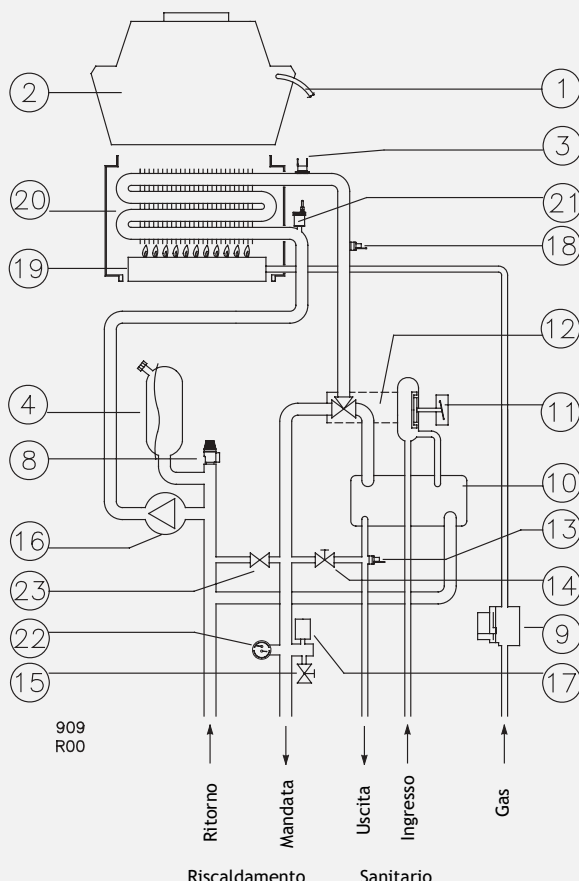 2
1
3
20
21
18
19
12
4
11
8
10
16
13
23
14
22
9
15
17
909
R00
Ritorno
Mandata
Uscita
Ingresso
Gas
Riscaldamento
Sanitario